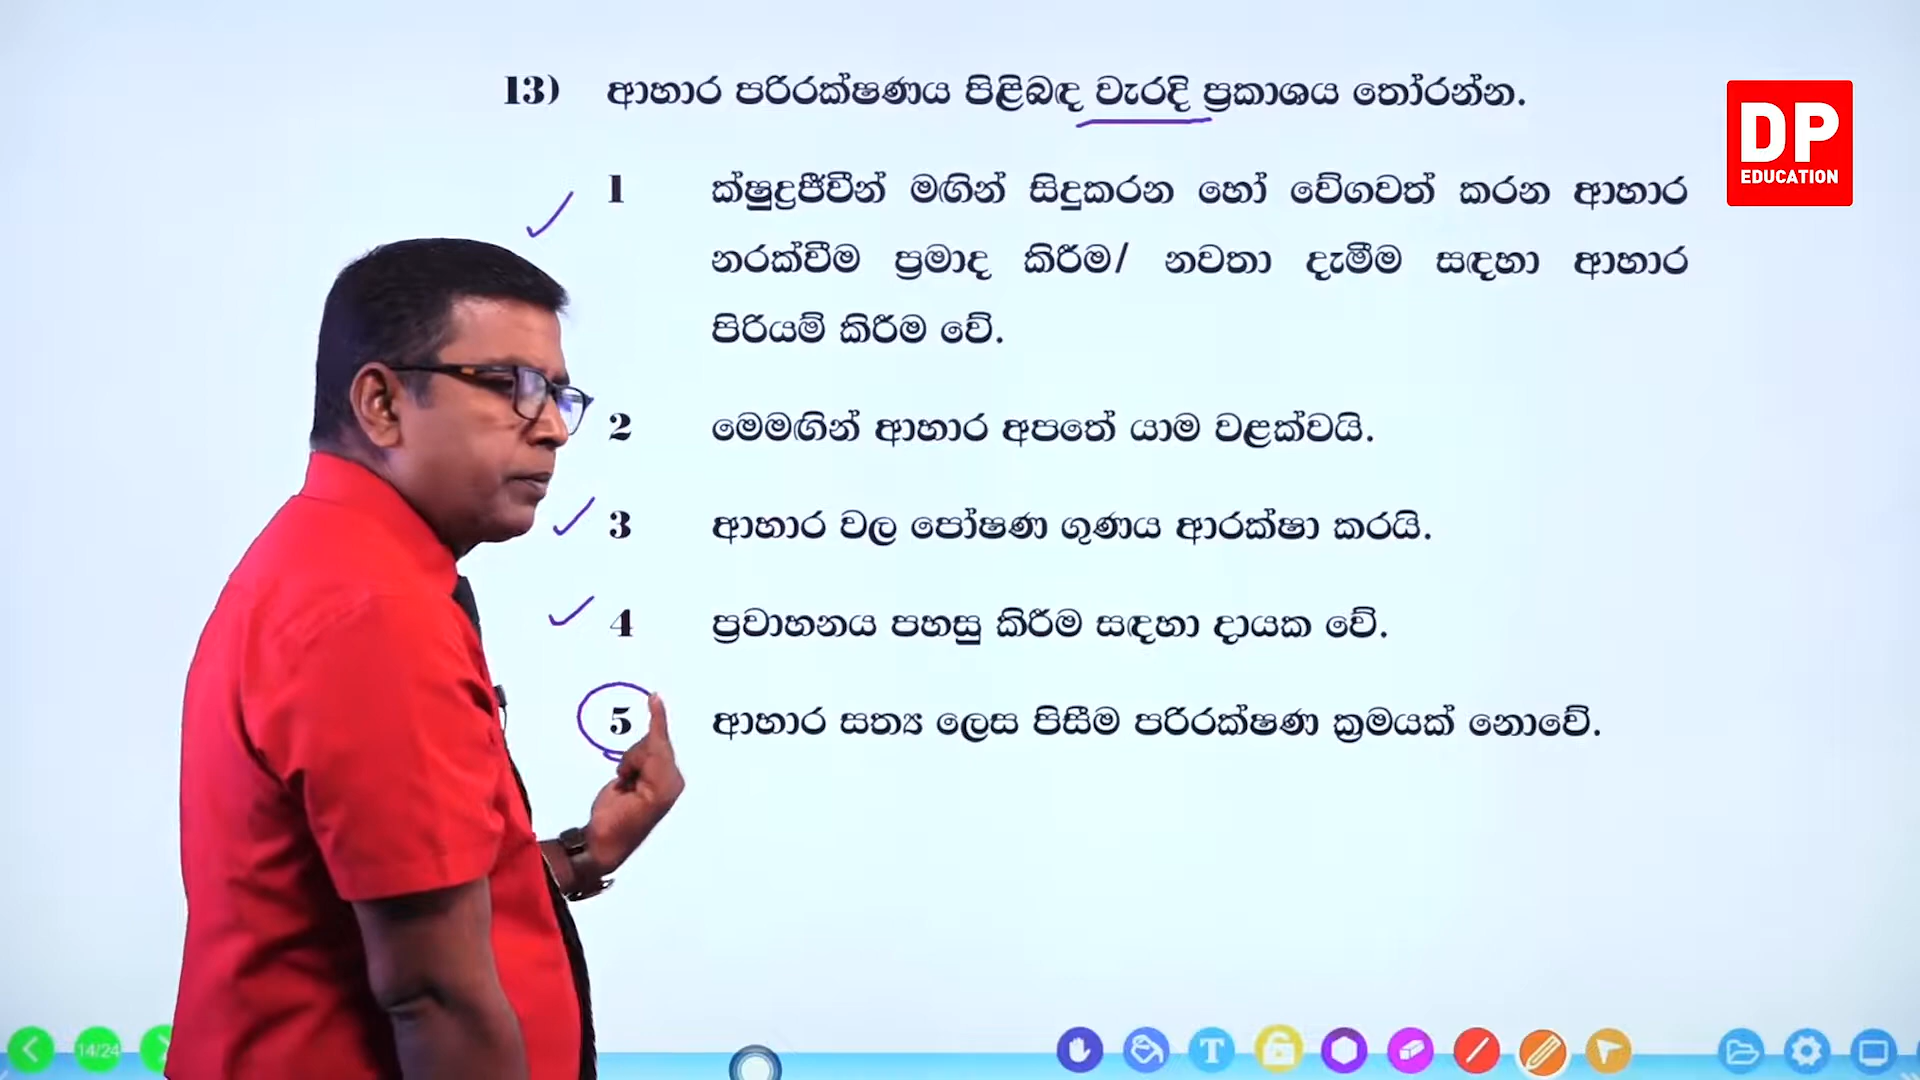 13) ආහාර පරිරක්ෂණය පිළිබඳ වැරදි ප්‍රකාශය තෝරන්න.
DP
EDUCATION
1 ක්ෂුද්‍රජීවීන් මඟින් සිදුකරන හෝ වේගවත් කරන ආහාර
නරක්වීම ප්‍රමාද කිරීම/ නවතා දැමීම සඳහා ආහාර
පිරියම් කිරීම වේ.
2 මෙමඟින් ආහාර අපතේ යාම වළක්වයි.
3 ආහාර වල පෝෂණ ගුණය ආරක්ෂා කරයි.
4 ප්‍රවාහනය පහසු කිරීම සඳහා දායක වේ.
5 ආහාර සත්‍ය ලෙස පිසීම පරිරක්ෂණ ක්‍රමයක් නොවේ.
14/24
T